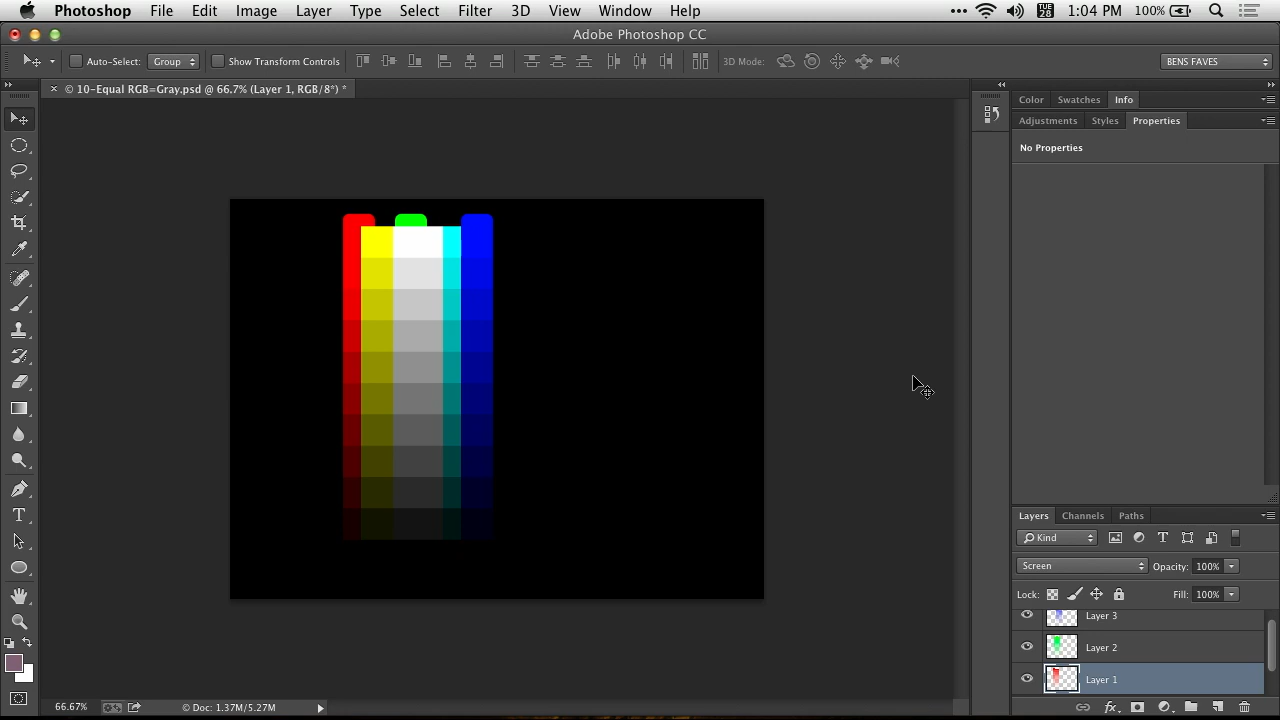 Photoshop File Edit Image Layer Type Select Filter 3D View Window Help TUE 28 1:04 PM 100%
Adobe Photoshop CC
Auto-Select: Group Show Transform Controls 3D Mode: BENS FAVES
© 10-Equal RGB=Gray.psd @ 66.7% (Layer 1, RGB/8*) *
Color Swatches Info
Adjustments Styles Properties
No Properties
Layers Channels Paths
Kind
Screen Opacity: 100%
Lock: Fill: 100%
Layer 3
Layer 2
Layer 1
66.67% © Doc: 1.37M/5.27M